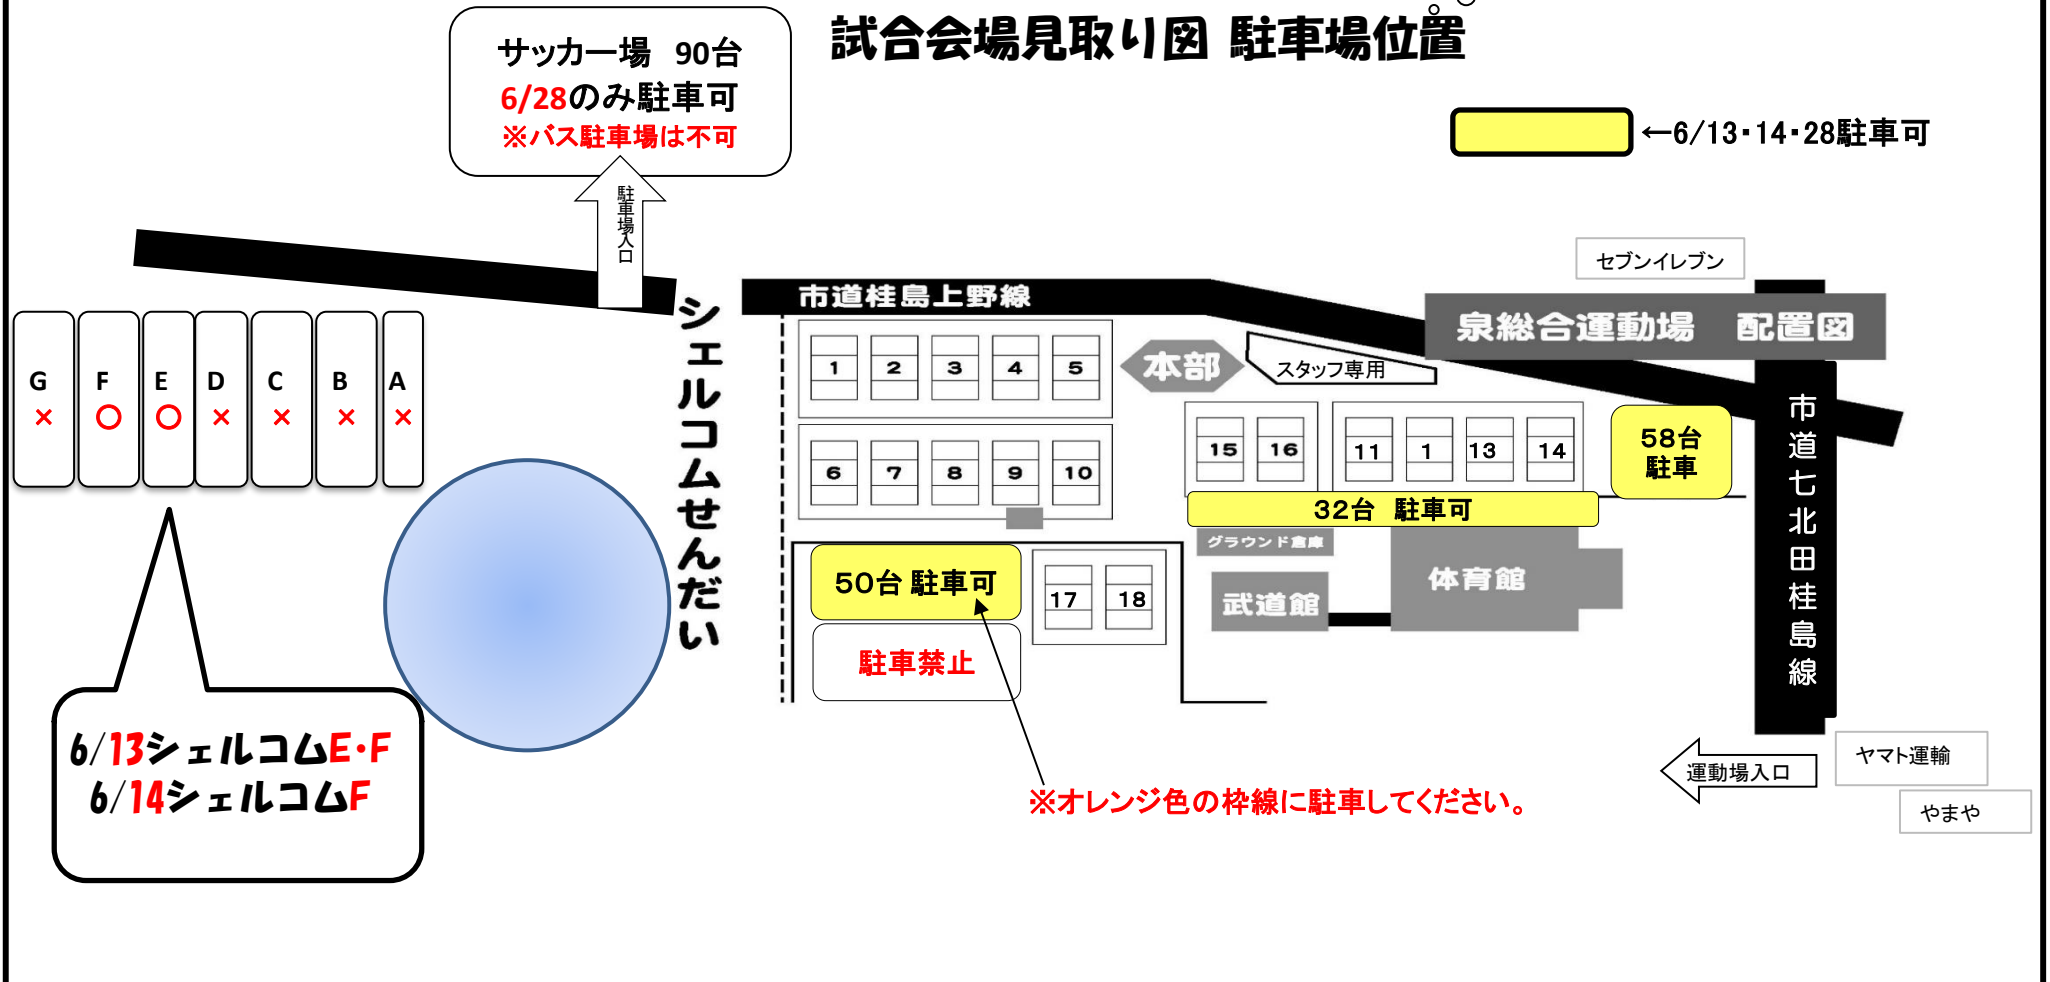 試合会場見取り図 駐車場位置
サッカー場 90台
6/28のみ駐車可
※バス駐車場は不可
駐車場入口
←6/13・14・28駐車可
セブンイレブン
泉総合運動場 配置図
市道桂島上野線
シェルコムせんだい
G
×
F
○
E
○
D
×
C
×
B
×
A
×
1
2
3
4
5
本部
スタッフ専用
6
7
8
9
10
15
16
11
1
13
14
58台
駐車
市道七北田桂島線
32台 駐車可
グラウンド倉庫
武道館
体育館
50台 駐車可
17
18
駐車禁止
6/13シェルコムE・F
6/14シェルコムF
※オレンジ色の枠線に駐車してください。
運動場入口
ヤマト運輸
やまや